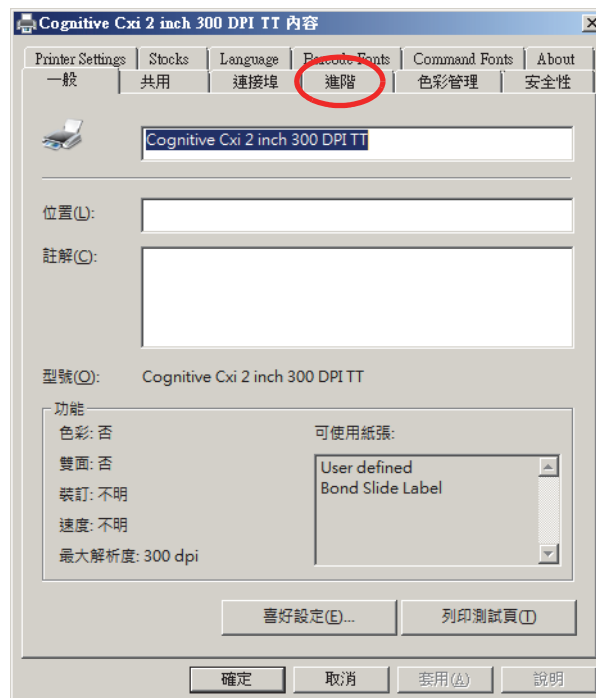 Cognitive Cxi 2 inch 300 DPI TT 內容
Printer Settings Stocks Language Barcode Fonts Command Fonts About
一般 共用 連接埠 進階 色彩管理 安全性
Cognitive Cxi 2 inch 300 DPI TT
位置(L):
註解(C):
型號(O): Cognitive Cxi 2 inch 300 DPI TT
功能
色彩: 否 可使用紙張:
雙面: 否 User defined
裝訂: 不明 Bond Slide Label
速度: 不明
最大解析度: 300 dpi
喜好設定(E)... 列印測試頁(T)
確定 取消 套用(A) 說明